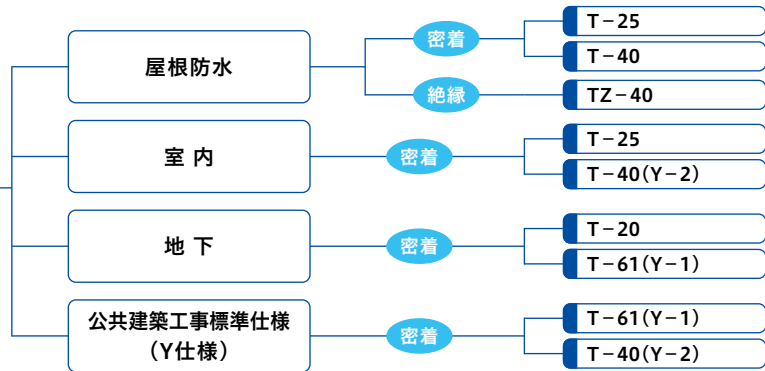 屋根防水
密着
T-25
T-40
絶縁
TZ-40
室 内
密着
T-25
T-40(Y-2)
地 下
密着
T-20
T-61(Y-1)
公共建築工事標準仕様
(Y仕様)
密着
T-61(Y-1)
T-40(Y-2)